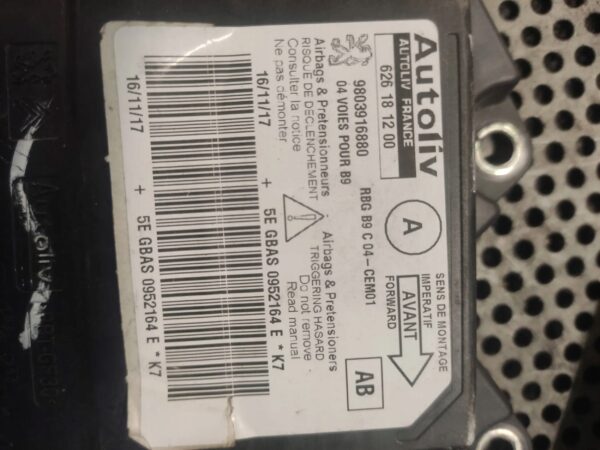 Autoliv
AUTOLIV FRANCE
626 18 12 00
A
SENS DE MONTAGE
IMPERATIF
AVANT
FORWARD
9803916880
RBG B9 C 04-CEM01
04 VOIES POUR B9
AB
Airbags & Pretensionneurs
RISQUE DE DECLENCHEMENT
Consulter la notice
Ne pas démonter
Airbags & Pretensioners
TRIGGERING HASARD
Do not remove
Read manual
16/11/17 + 5E GBAS 0952164 E * K7
16/11/17 + 5E GBAS 0952164 E * K7